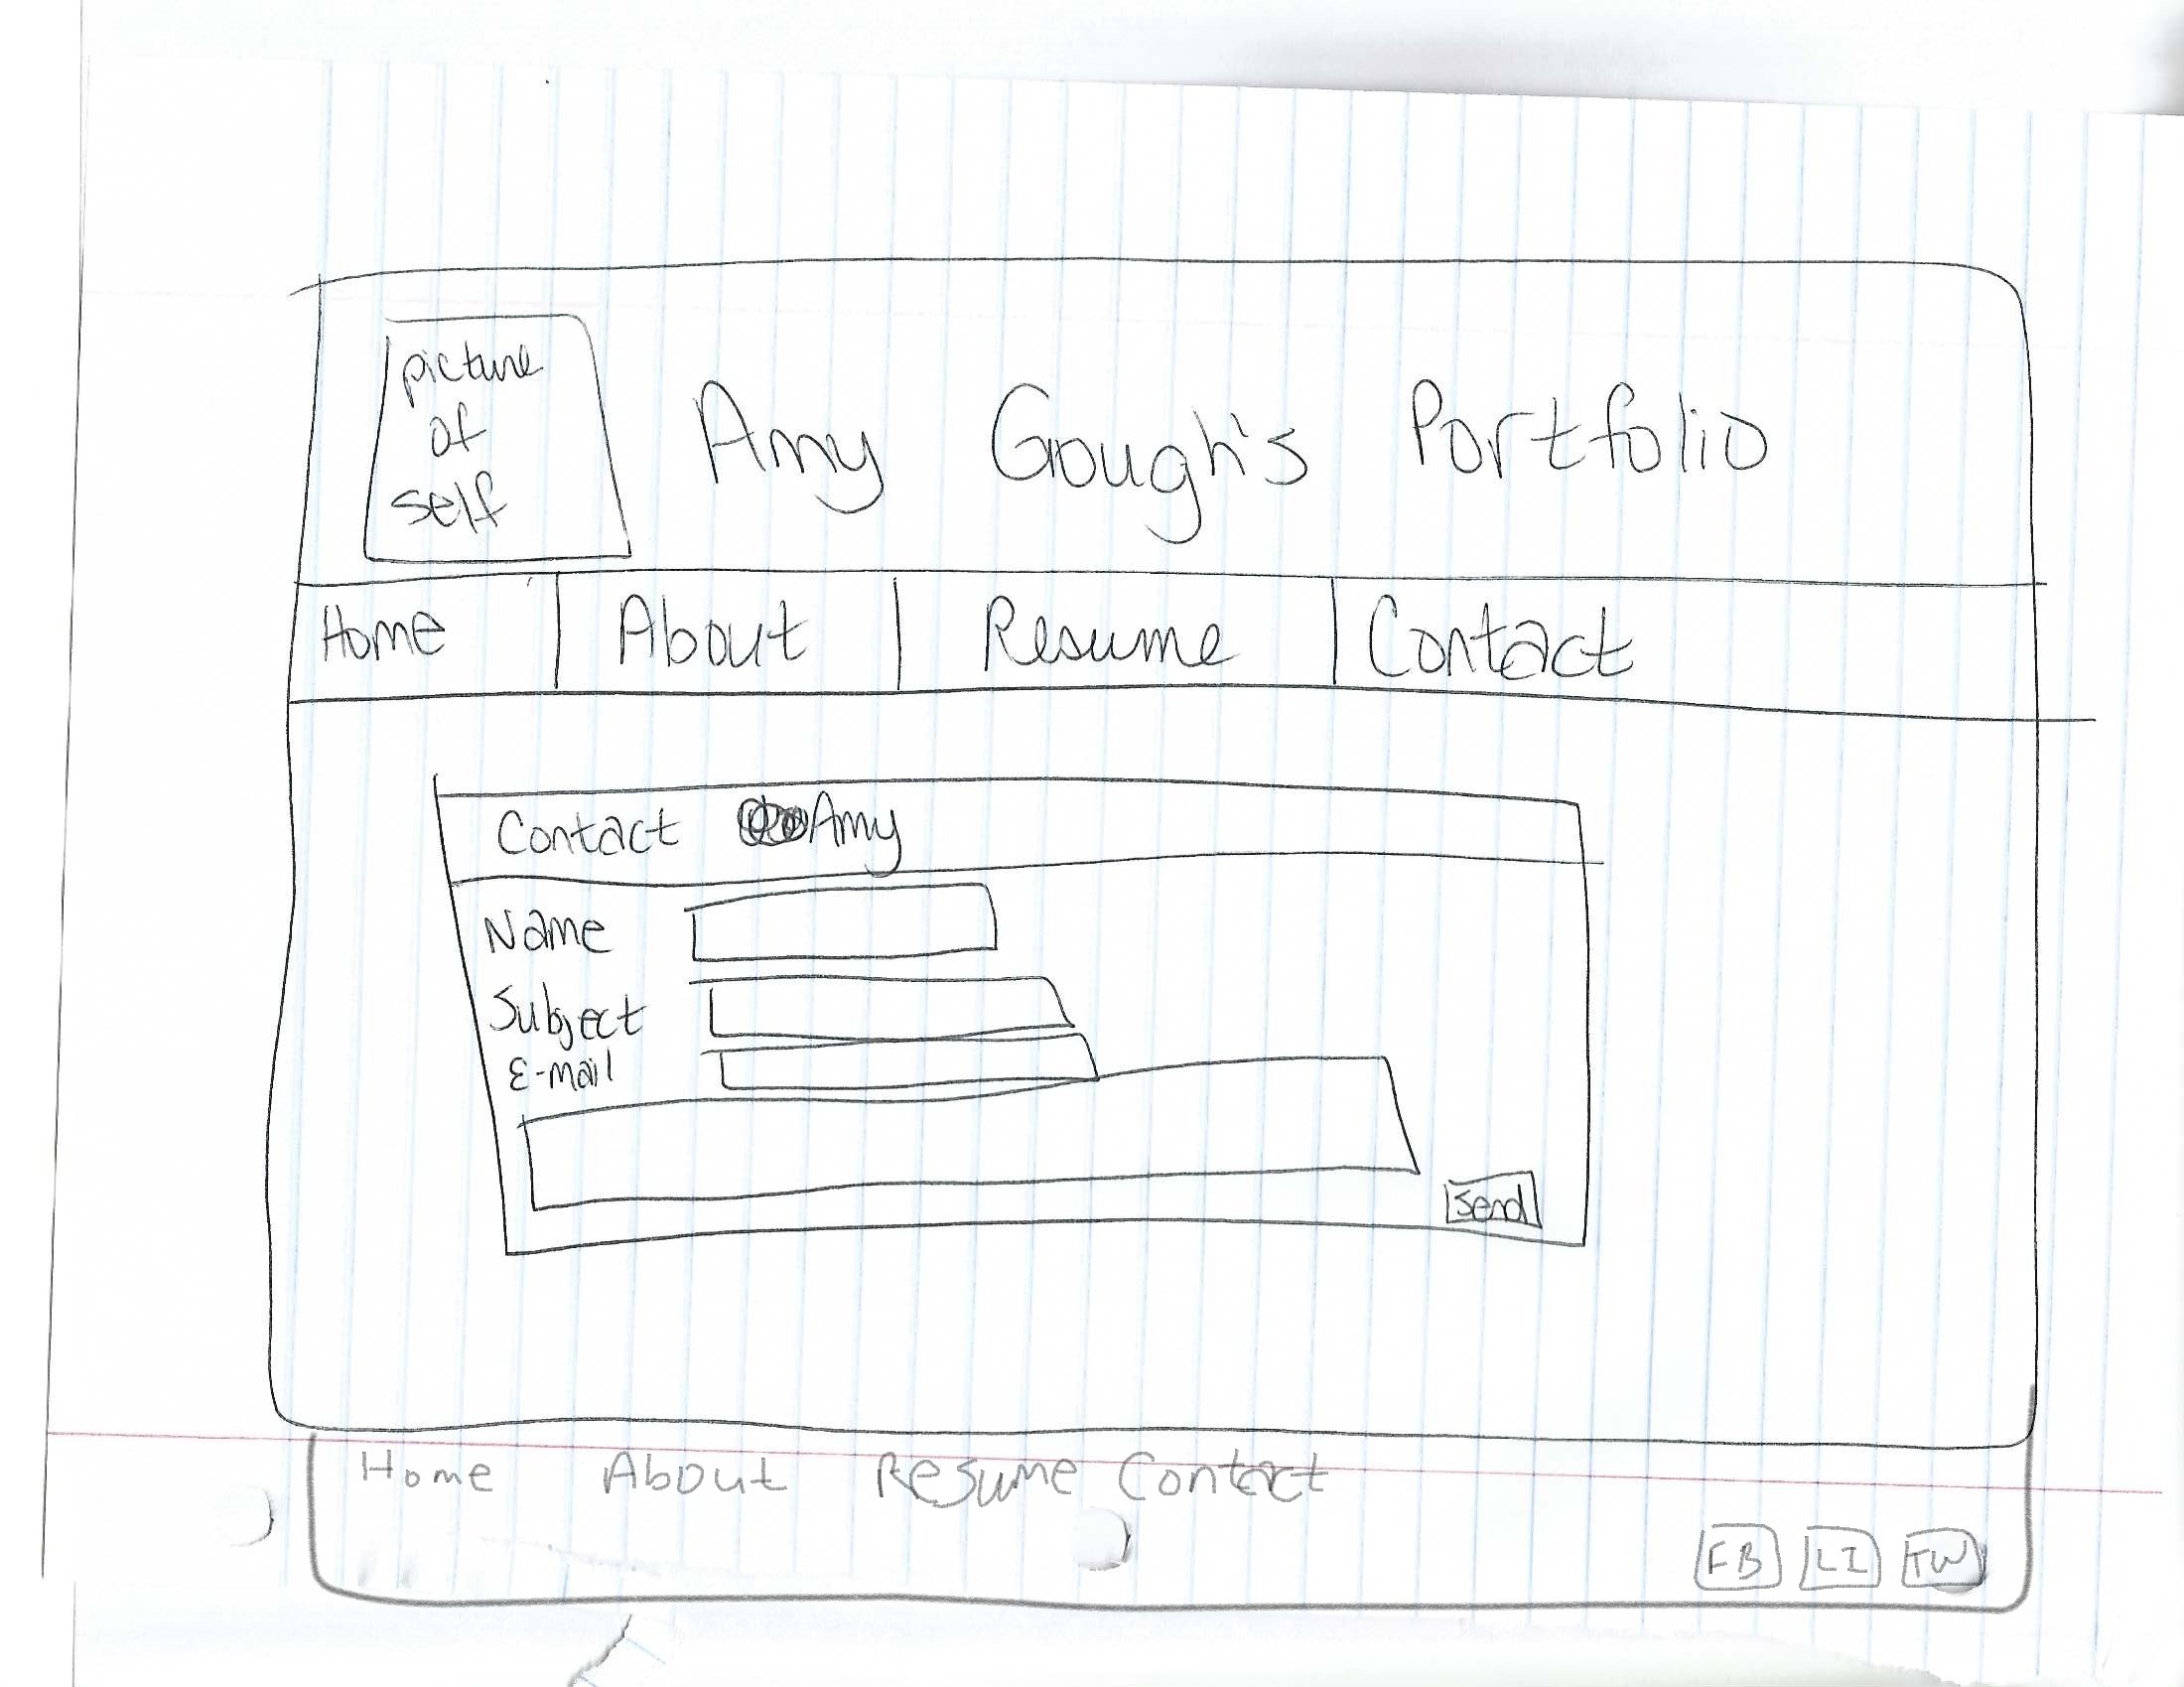 picture
of
self
Amy Gough's Portfolio
Home About Resume Contact
Contact Amy
Name
Subject
E-mail
Send
Home About Resume Contact
FB LI TW